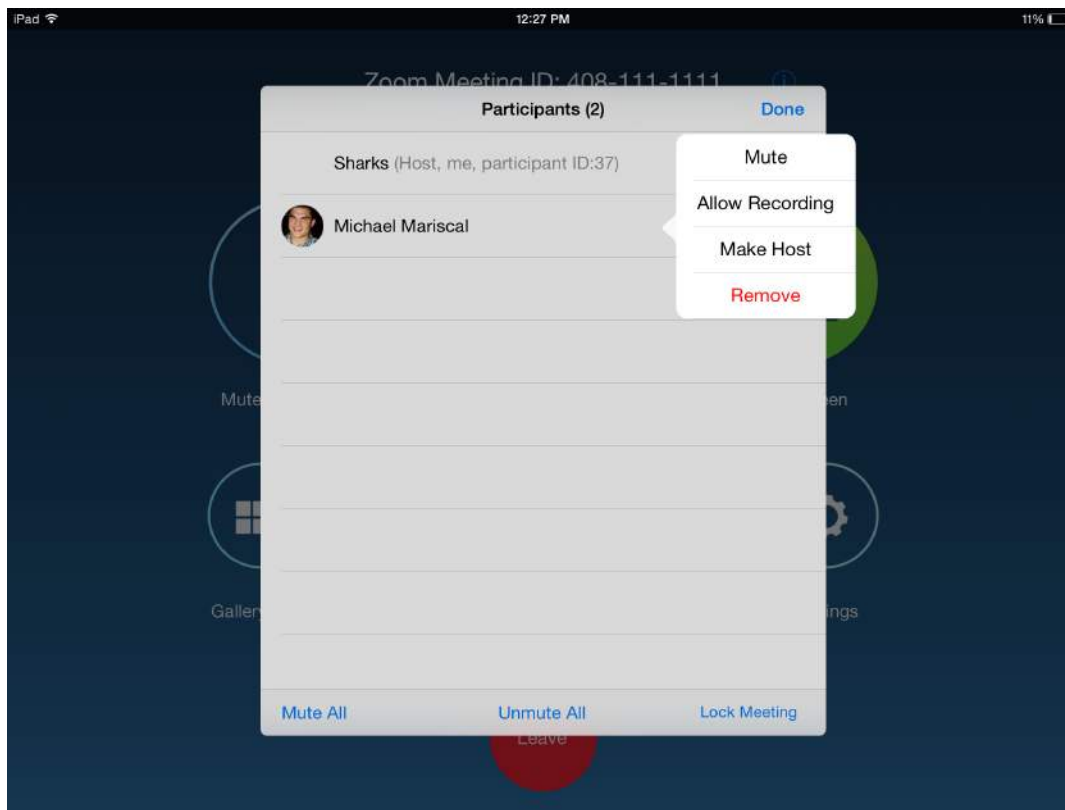 iPad 12:27 PM 11%
Zoom Meeting ID: 408-111-1111
Participants (2) Done
Sharks (Host, me, participant ID:37)
Mute
Allow Recording
Michael Mariscal
Make Host
Remove
Mute
Gallery
Mute All Unmute All Lock Meeting
Leave